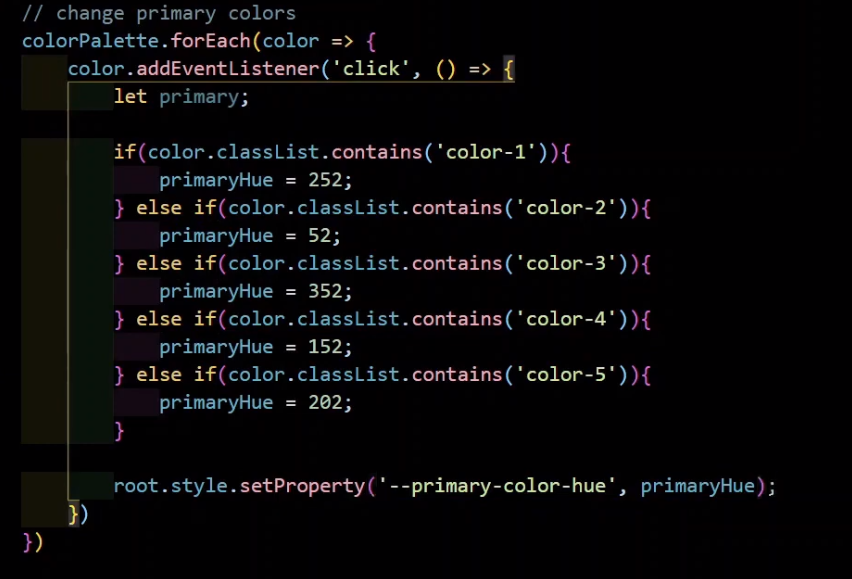 // change primary colors
colorPalette.forEach(color => {
    color.addEventListener('click', () => {
        let primary;

        if(color.classList.contains('color-1')){
            primaryHue = 252;
        } else if(color.classList.contains('color-2')){
            primaryHue = 52;
        } else if(color.classList.contains('color-3')){
            primaryHue = 352;
        } else if(color.classList.contains('color-4')){
            primaryHue = 152;
        } else if(color.classList.contains('color-5')){
            primaryHue = 202;
        }

        root.style.setProperty('--primary-color-hue', primaryHue);
    })
})